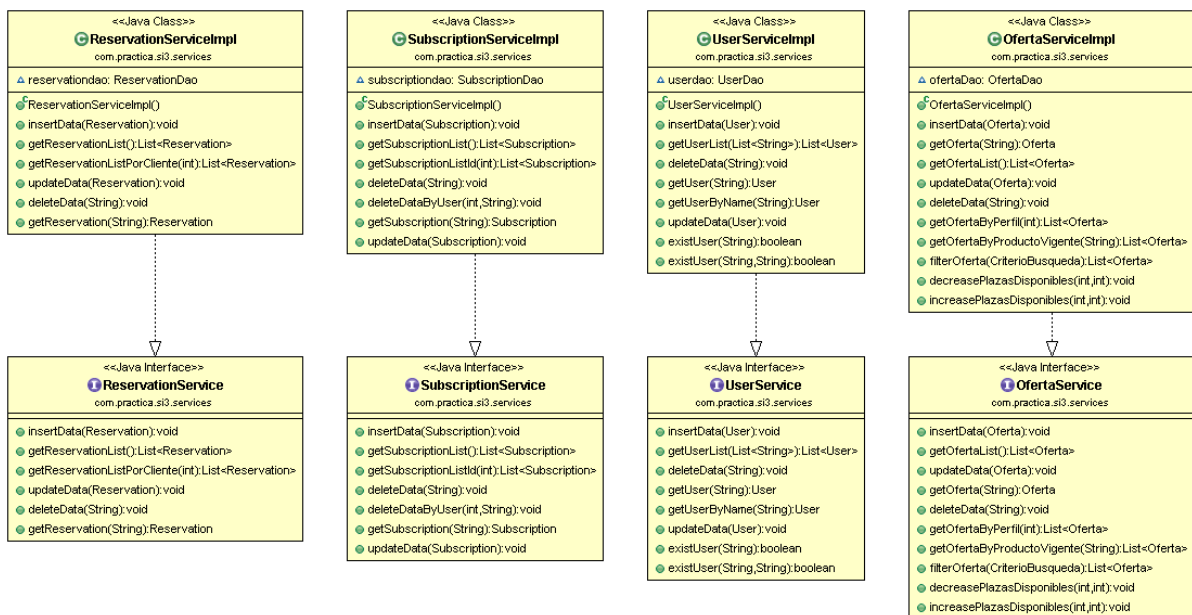 <<Java Class>>
ReservationServiceImpl
com.practica.si3.services
reservationdao: ReservationDao
ReservationServiceImpl()
insertData(Reservation):void
getReservationList():List<Reservation>
getReservationListPorCliente(int):List<Reservation>
updateData(Reservation):void
deleteData(String):void
getReservation(String):Reservation
<<Java Class>>
SubscriptionServiceImpl
com.practica.si3.services
subscriptiondao: SubscriptionDao
SubscriptionServiceImpl()
insertData(Subscription):void
getSubscriptionList():List<Subscription>
getSubscriptionListId(int):List<Subscription>
deleteData(String):void
deleteDataByUser(int,String):void
getSubscription(String):Subscription
updateData(Subscription):void
<<Java Class>>
UserServiceImpl
com.practica.si3.services
userdao: UserDao
UserServiceImpl()
insertData(User):void
getUserList(List<String>):List<User>
deleteData(String):void
getUser(String):User
getUserByName(String):User
updateData(User):void
existUser(String):boolean
existUser(String,String):boolean
<<Java Class>>
OfertaServiceImpl
com.practica.si3.services
ofertaDao: OfertaDao
OfertaServiceImpl()
insertData(Oferta):void
getOferta(String):Oferta
getOfertaList():List<Oferta>
updateData(Oferta):void
deleteData(String):void
getOfertaByPerfil(int):List<Oferta>
getOfertaByProductoVigente(String):List<Oferta>
filterOferta(CriterioBusqueda):List<Oferta>
decreasePlazasDisponibles(int,int):void
increasePlazasDisponibles(int,int):void
<<Java Interface>>
ReservationService
com.practica.si3.services
insertData(Reservation):void
getReservationList():List<Reservation>
getReservationListPorCliente(int):List<Reservation>
updateData(Reservation):void
deleteData(String):void
getReservation(String):Reservation
<<Java Interface>>
SubscriptionService
com.practica.si3.services
insertData(Subscription):void
getSubscriptionList():List<Subscription>
getSubscriptionListId(int):List<Subscription>
deleteData(String):void
deleteDataByUser(int,String):void
getSubscription(String):Subscription
updateData(Subscription):void
<<Java Interface>>
UserService
com.practica.si3.services
insertData(User):void
getUserList(List<String>):List<User>
deleteData(String):void
getUser(String):User
getUserByName(String):User
updateData(User):void
existUser(String):boolean
existUser(String,String):boolean
<<Java Interface>>
OfertaService
com.practica.si3.services
insertData(Oferta):void
getOfertaList():List<Oferta>
updateData(Oferta):void
getOferta(String):Oferta
deleteData(String):void
getOfertaByPerfil(int):List<Oferta>
getOfertaByProductoVigente(String):List<Oferta>
filterOferta(CriterioBusqueda):List<Oferta>
decreasePlazasDisponibles(int,int):void
increasePlazasDisponibles(int,int):void